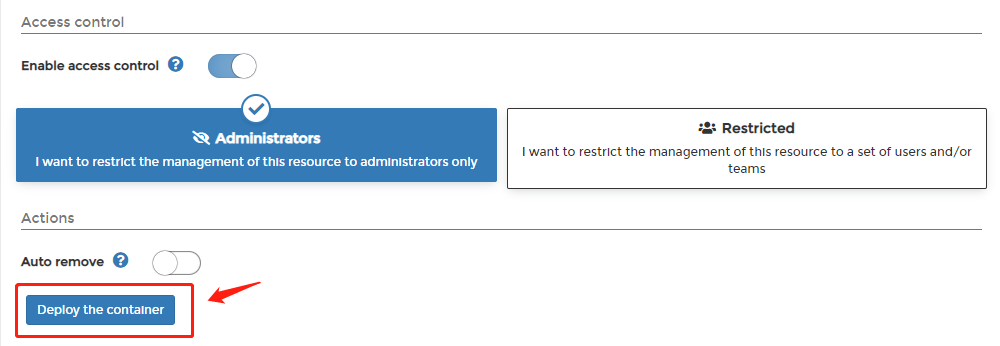 Access control
Enable access control
Administrators
I want to restrict the management of this resource to administrators only
Restricted
I want to restrict the management of this resource to a set of users and/or
teams
Actions
Auto remove
Deploy the container